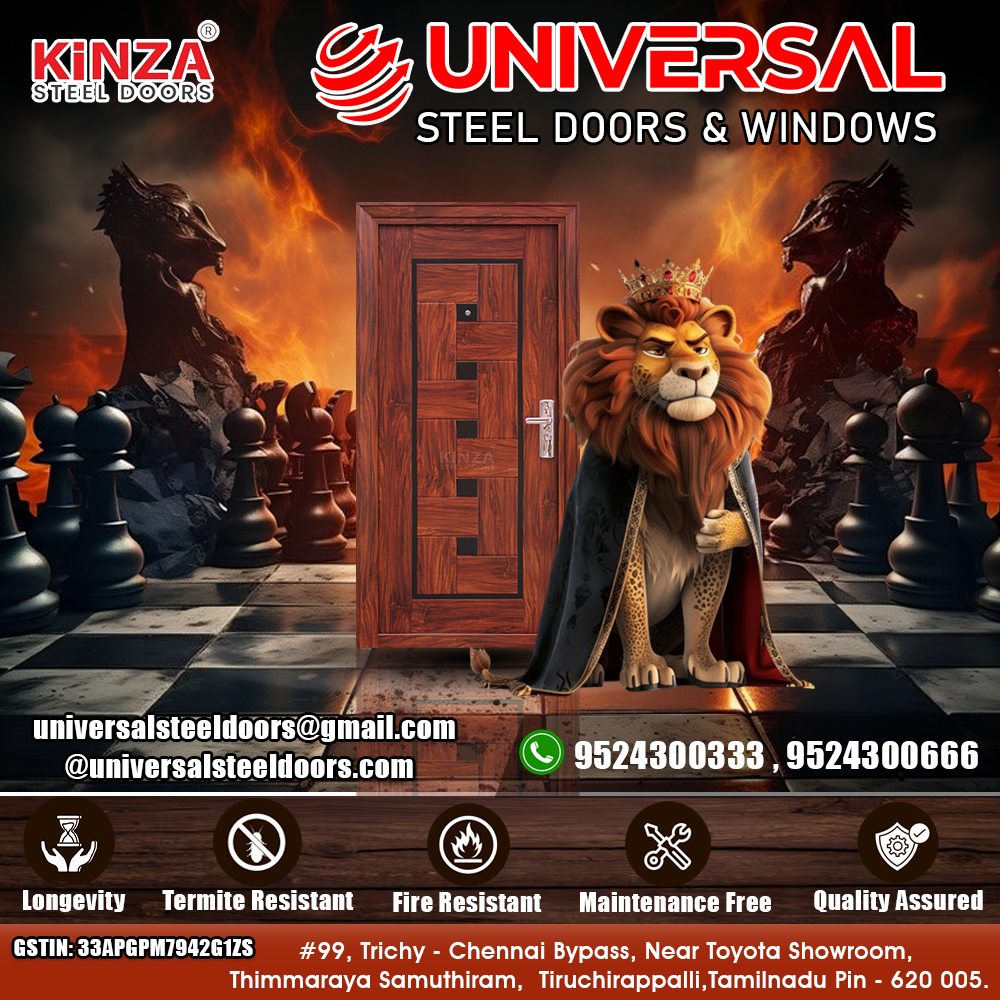 KiNZA®
STEEL DOORS
UNIVERSAL
STEEL DOORS & WINDOWS
KINZA
STEEL DOORS
universalsteeldoors@gmail.com
@universalsteeldoors.com
9524300333 , 9524300666
Longevity
Termite Resistant
Fire Resistant
Maintenance Free
Quality Assured
GSTIN: 33APGPM7942G1ZS
#99, Trichy - Chennai Bypass, Near Toyota Showroom,
Thimmaraya Samuthiram, Tiruchirappalli,Tamilnadu Pin - 620 005.